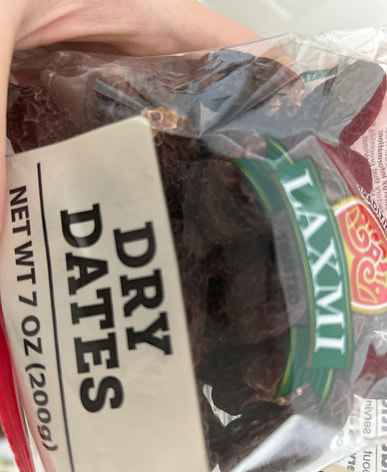 LAXMI
DRY
DATES
NET WT 7 OZ (200g)